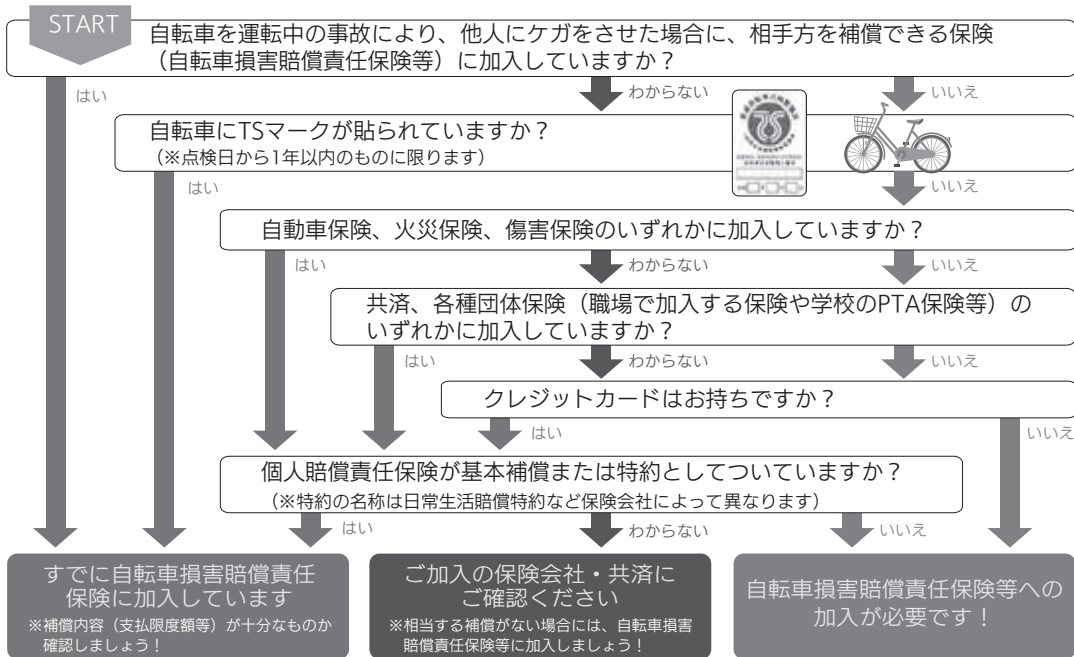 START
自転車を運転中の事故により、他人にケガをさせた場合に、相手方を補償できる保険
（自転車損害賠償責任保険等）に加入していますか？
はい
わからない
いいえ
自転車にTSマークが貼られていますか？
（※点検日から1年以内のものに限ります）
はい
いいえ
自動車保険、火災保険、傷害保険のいずれかに加入していますか？
はい
わからない
いいえ
共済、各種団体保険（職場で加入する保険や学校のPTA保険等）の
いずれかに加入していますか？
はい
わからない
いいえ
クレジットカードはお持ちですか？
はい
いいえ
個人賠償責任保険が基本補償または特約としてついていますか？
（※特約の名称は日常生活賠償特約など保険会社によって異なります）
はい
わからない
いいえ
すでに自転車損害賠償責任
保険に加入しています
※補償内容（支払限度額等）が十分なものか
確認しましょう！
ご加入の保険会社・共済に
ご確認ください
※相当する補償がない場合には、自転車損害
賠償責任保険等に加入しましょう！
自転車損害賠償責任保険等への
加入が必要です！